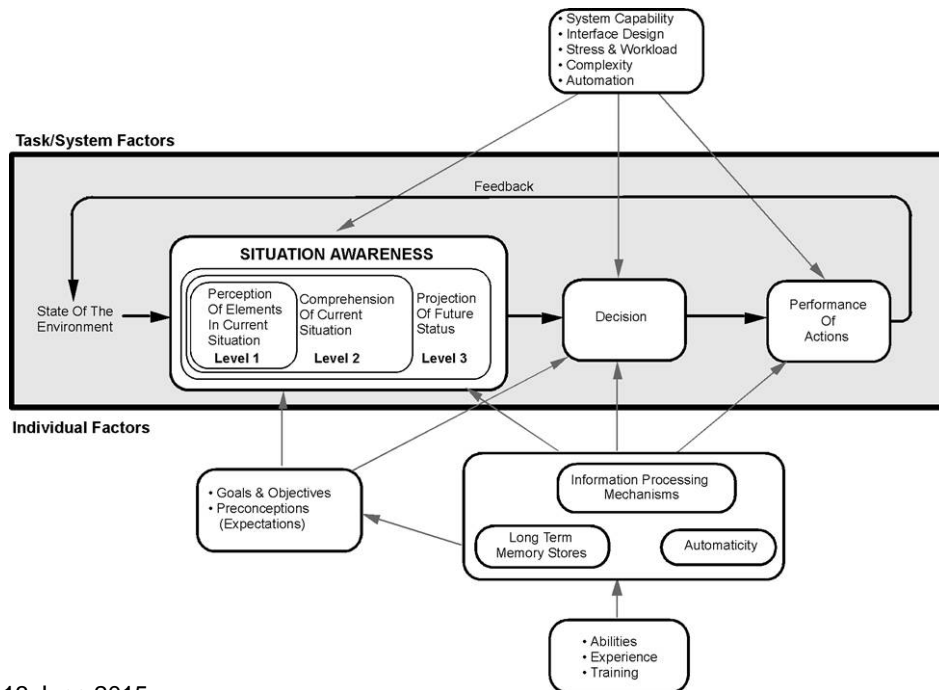 • System Capability
• Interface Design
• Stress & Workload
• Complexity
• Automation
Task/System Factors
Feedback
SITUATION AWARENESS
State Of The
Environment
Perception
Of Elements
In Current
Situation
Level 1
Comprehension
Of Current
Situation
Level 2
Projection
Of Future
Status
Level 3
Decision
Performance
Of
Actions
Individual Factors
• Goals & Objectives
• Preconceptions
(Expectations)
Information Processing
Mechanisms
Long Term
Memory Stores
Automaticity
• Abilities
• Experience
• Training
2015